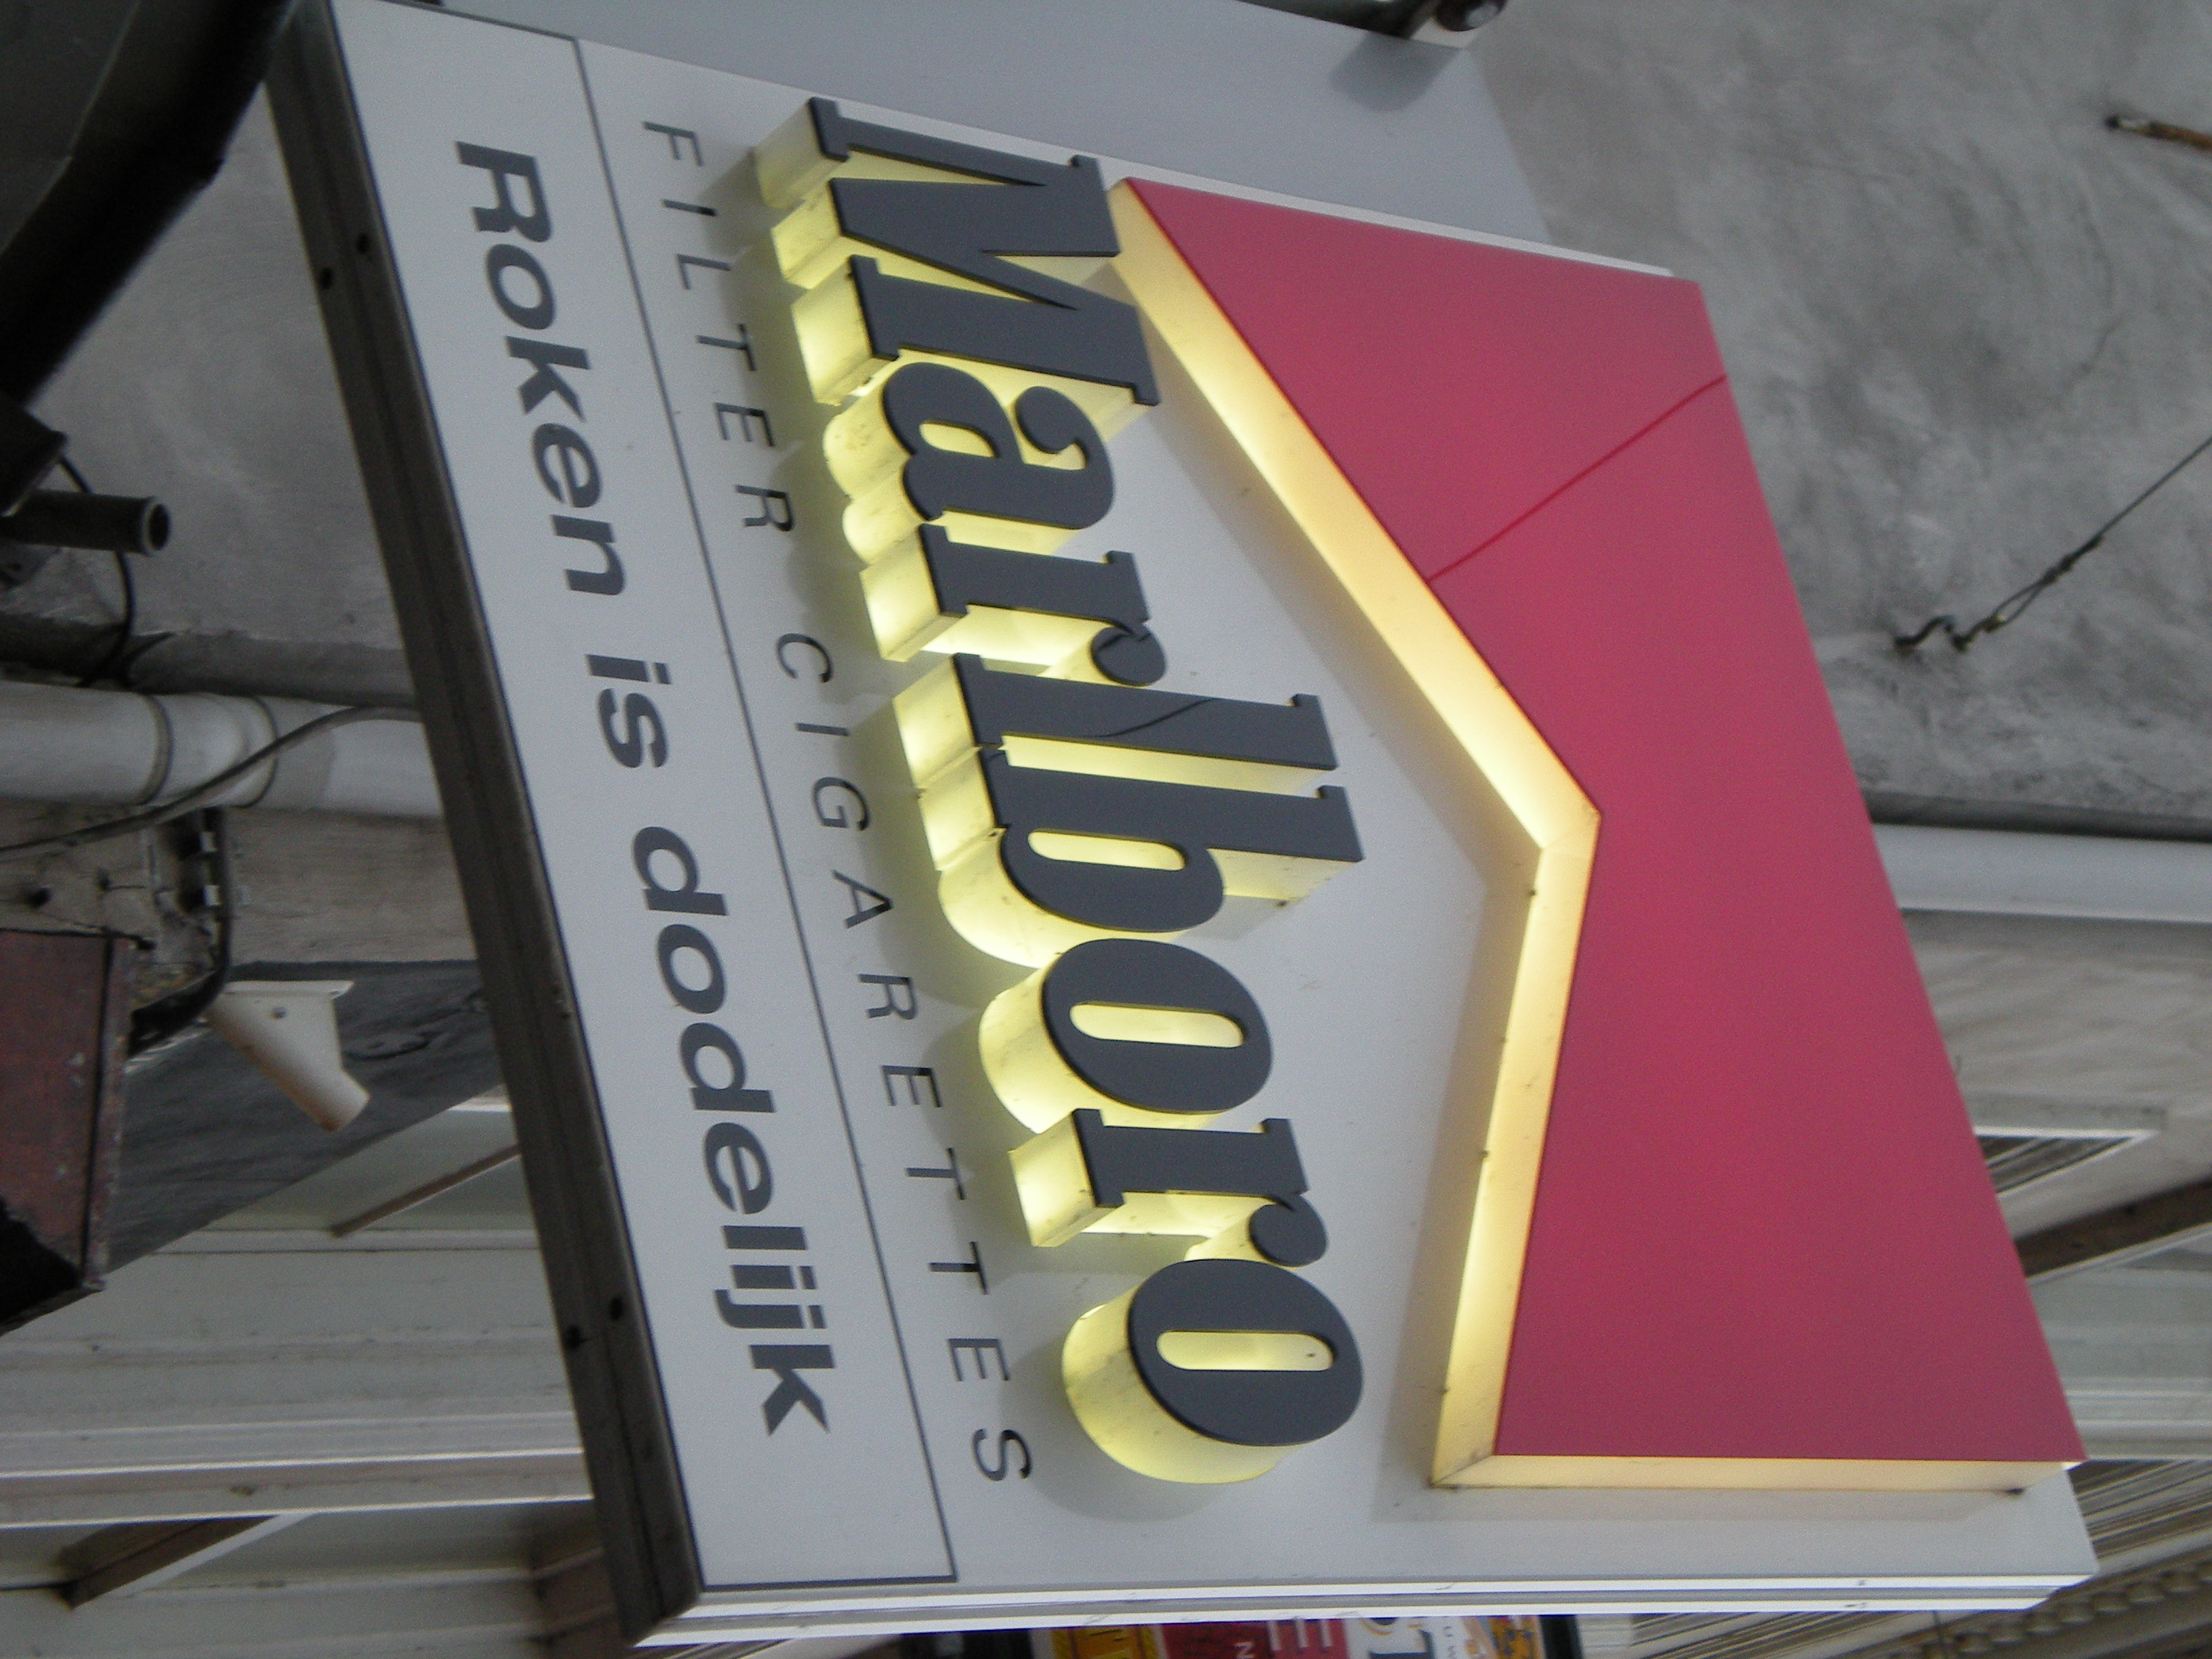 Marlboro
FILTER CIGARETTES
Roken is dodelijk